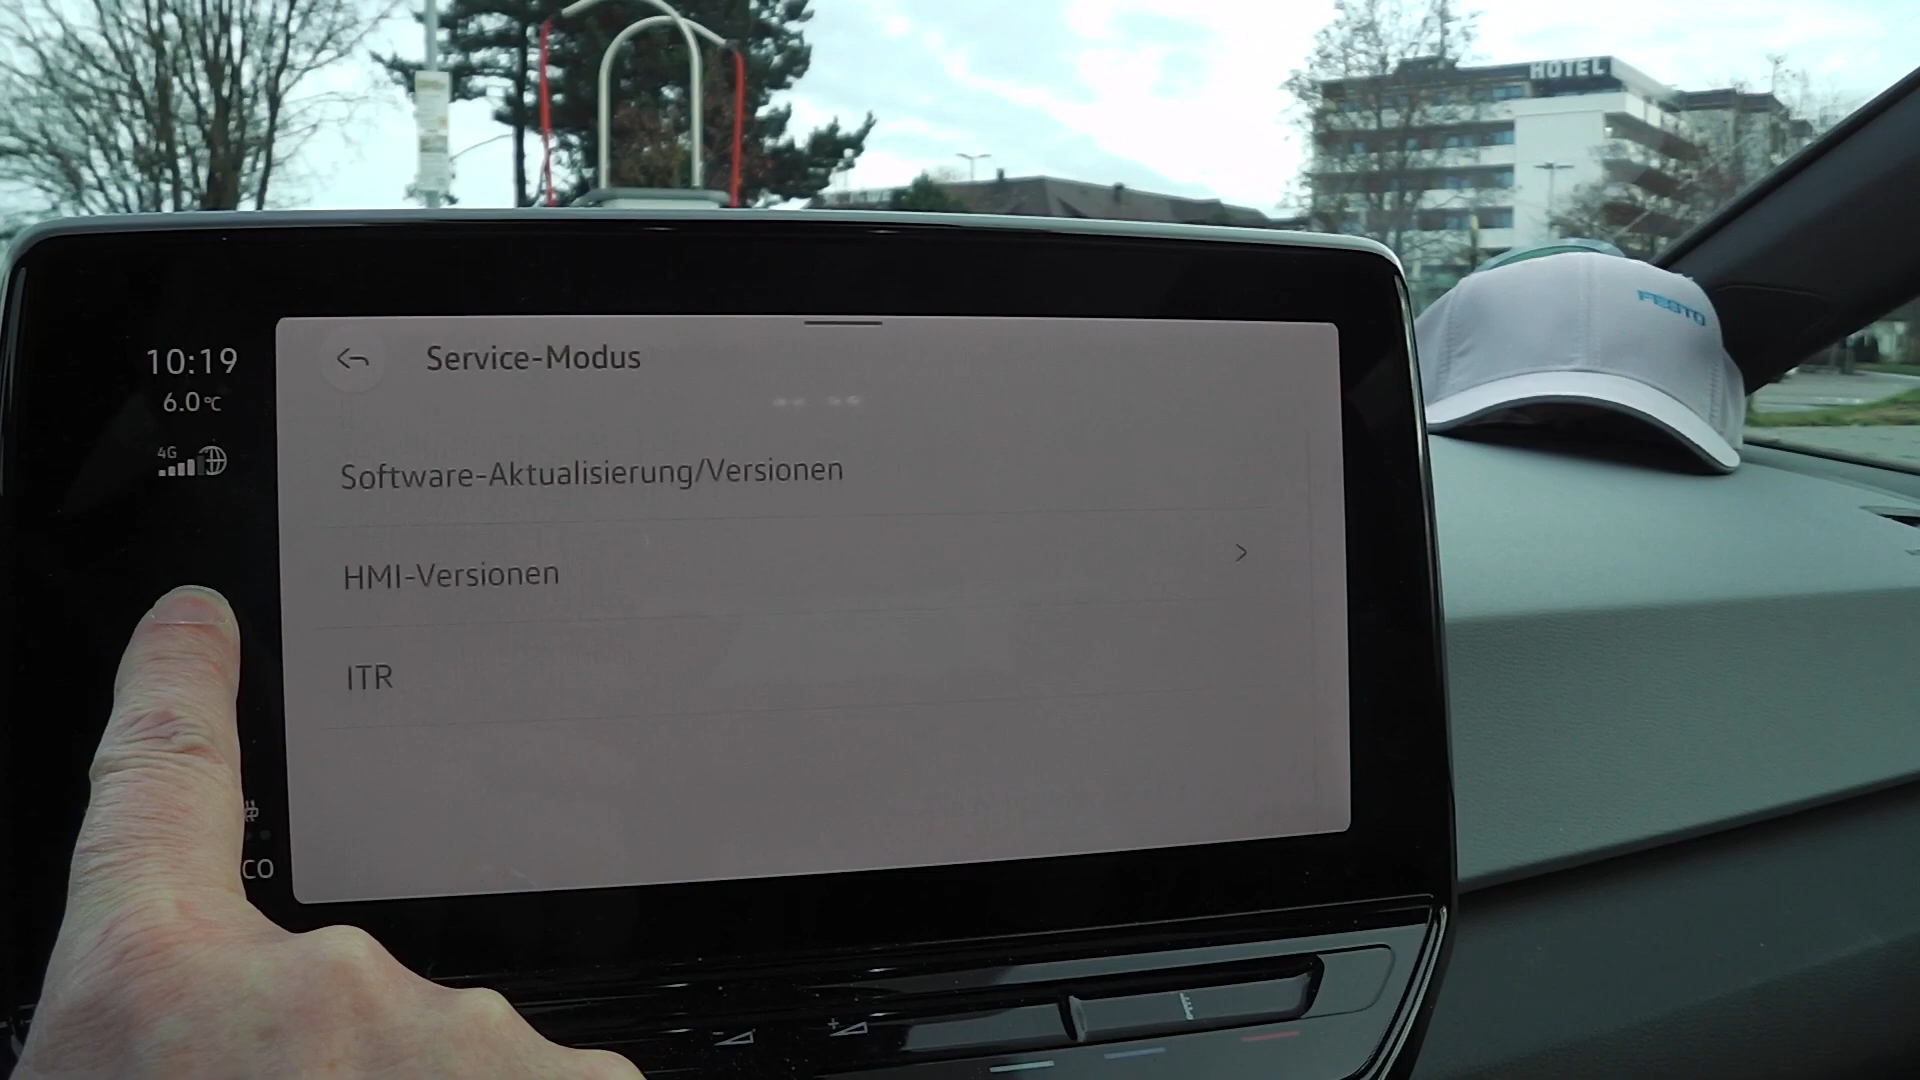 HOTEL
FESTO
10:19
6.0°C
4G
Service-Modus
Software-Aktualisierung/Versionen
HMI-Versionen
ITR
CO